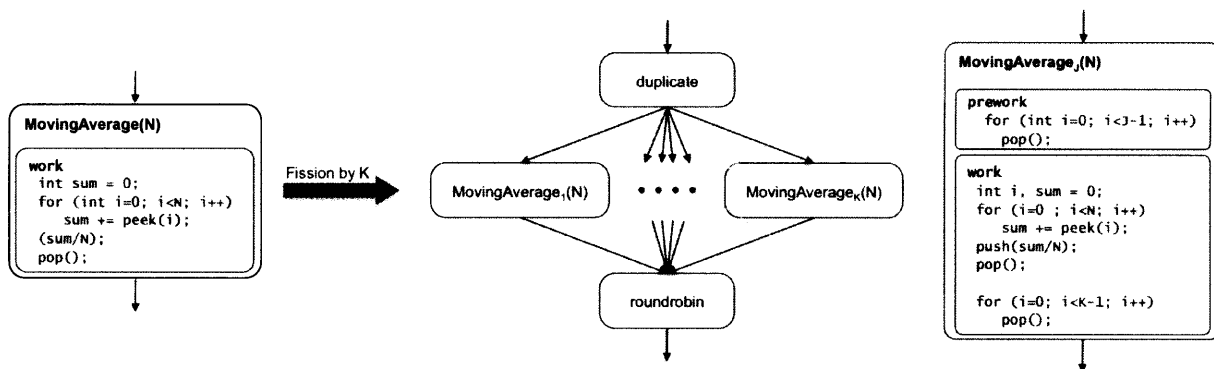 MovingAverage(N)
work
int sum = 0;
for (int i=0; i<N; i++)
sum += peek(i);
(sum/N);
pop();
Fission by K
duplicate
MovingAverage₁(N)
MovingAverageₖ(N)
roundrobin
MovingAverageⱼ(N)
prework
for (int i=0; i<J-1; i++)
pop();
work
int i, sum = 0;
for (i=0 ; i<N; i++)
sum += peek(i);
push(sum/N);
pop();
for (i=0; i<K-1; i++)
pop();